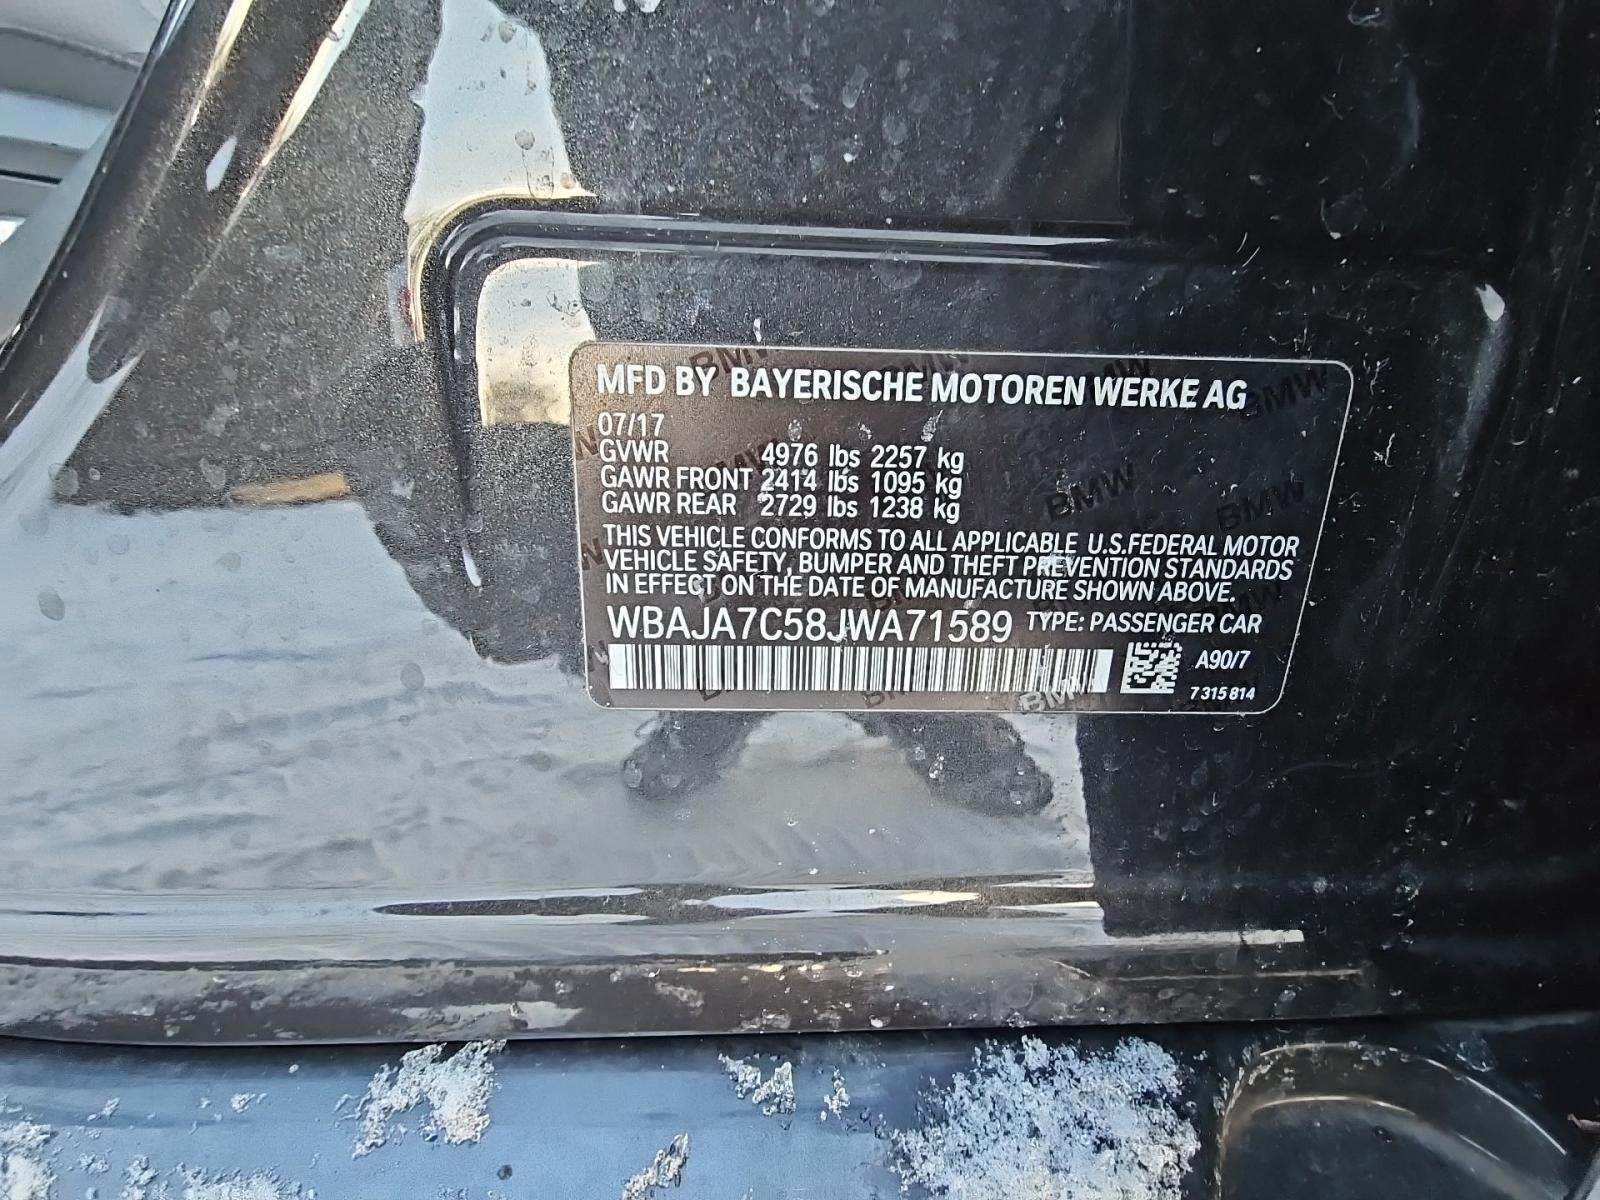 MFD BY BAYERISCHE MOTOREN WERKE AG
07/17
GVWR 4976 lbs 2257 kg
GAWR FRONT 2414 lbs 1095 kg
GAWR REAR 2729 lbs 1238 kg
THIS VEHICLE CONFORMS TO ALL APPLICABLE U.S.FEDERAL MOTOR
VEHICLE SAFETY, BUMPER AND THEFT PREVENTION STANDARDS
IN EFFECT ON THE DATE OF MANUFACTURE SHOWN ABOVE.
WBAJA7C58JWA71589 TYPE: PASSENGER CAR
A90/7
7 315 814